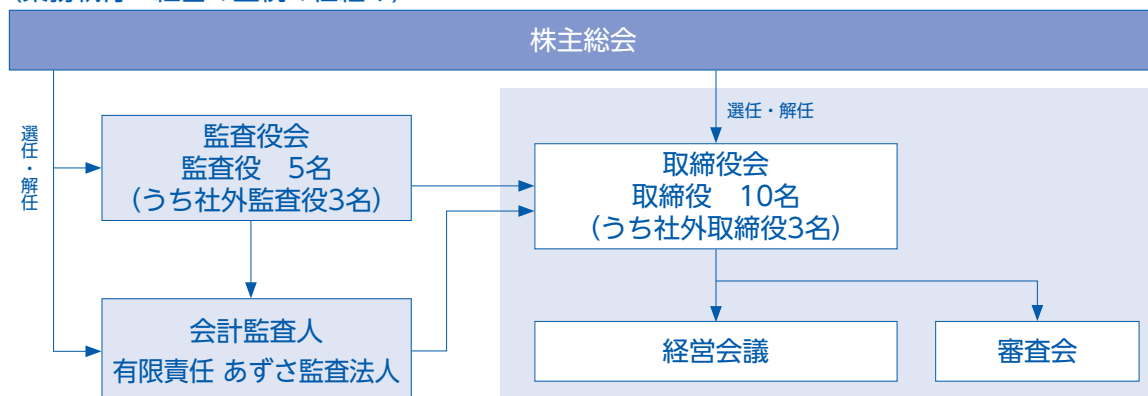 株主総会
選任・解任
監査役会
監査役 5名
(うち社外監査役3名)
選任・解任
取締役会
取締役 10名
(うち社外取締役3名)
会計監査人
有限責任 あずさ監査法人
経営会議
審査会